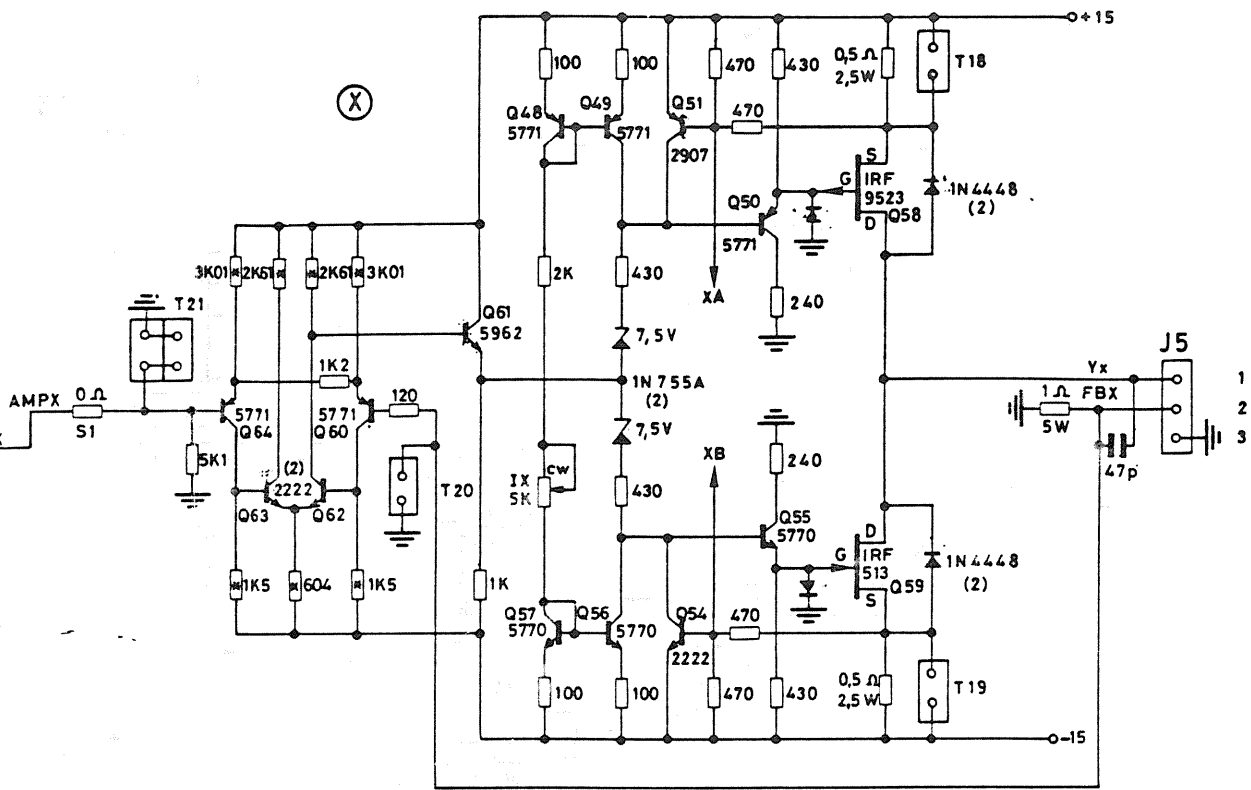 +15
100
100
470
430
0,5 Ω
2,5W
T18
X
Q48
5771
Q49
5771
Q51
2907
470
S
G
IRF
9523
Q58
D
1N4448
(2)
Q50
5771
3K01
2K61
2K61
3K01
2K
430
XA
240
T21
Q61
5962
7,5V
J5
1K2
1N755A
(2)
Yx
1
AMPX
0 Ω
S1
5771
Q64
5771
Q60
120
1 Ω
5W
FBX
2
3
7,5V
47p
5K1
(2)
2222
Q63
Q62
T20
IX
5K
CW
430
XB
240
Q55
5770
D
G
IRF
513
S
Q59
1N4448
(2)
1K5
604
1K5
1K
Q57
5770
Q56
5770
Q54
2222
470
100
100
470
430
0,5 Ω
2,5W
T19
-15